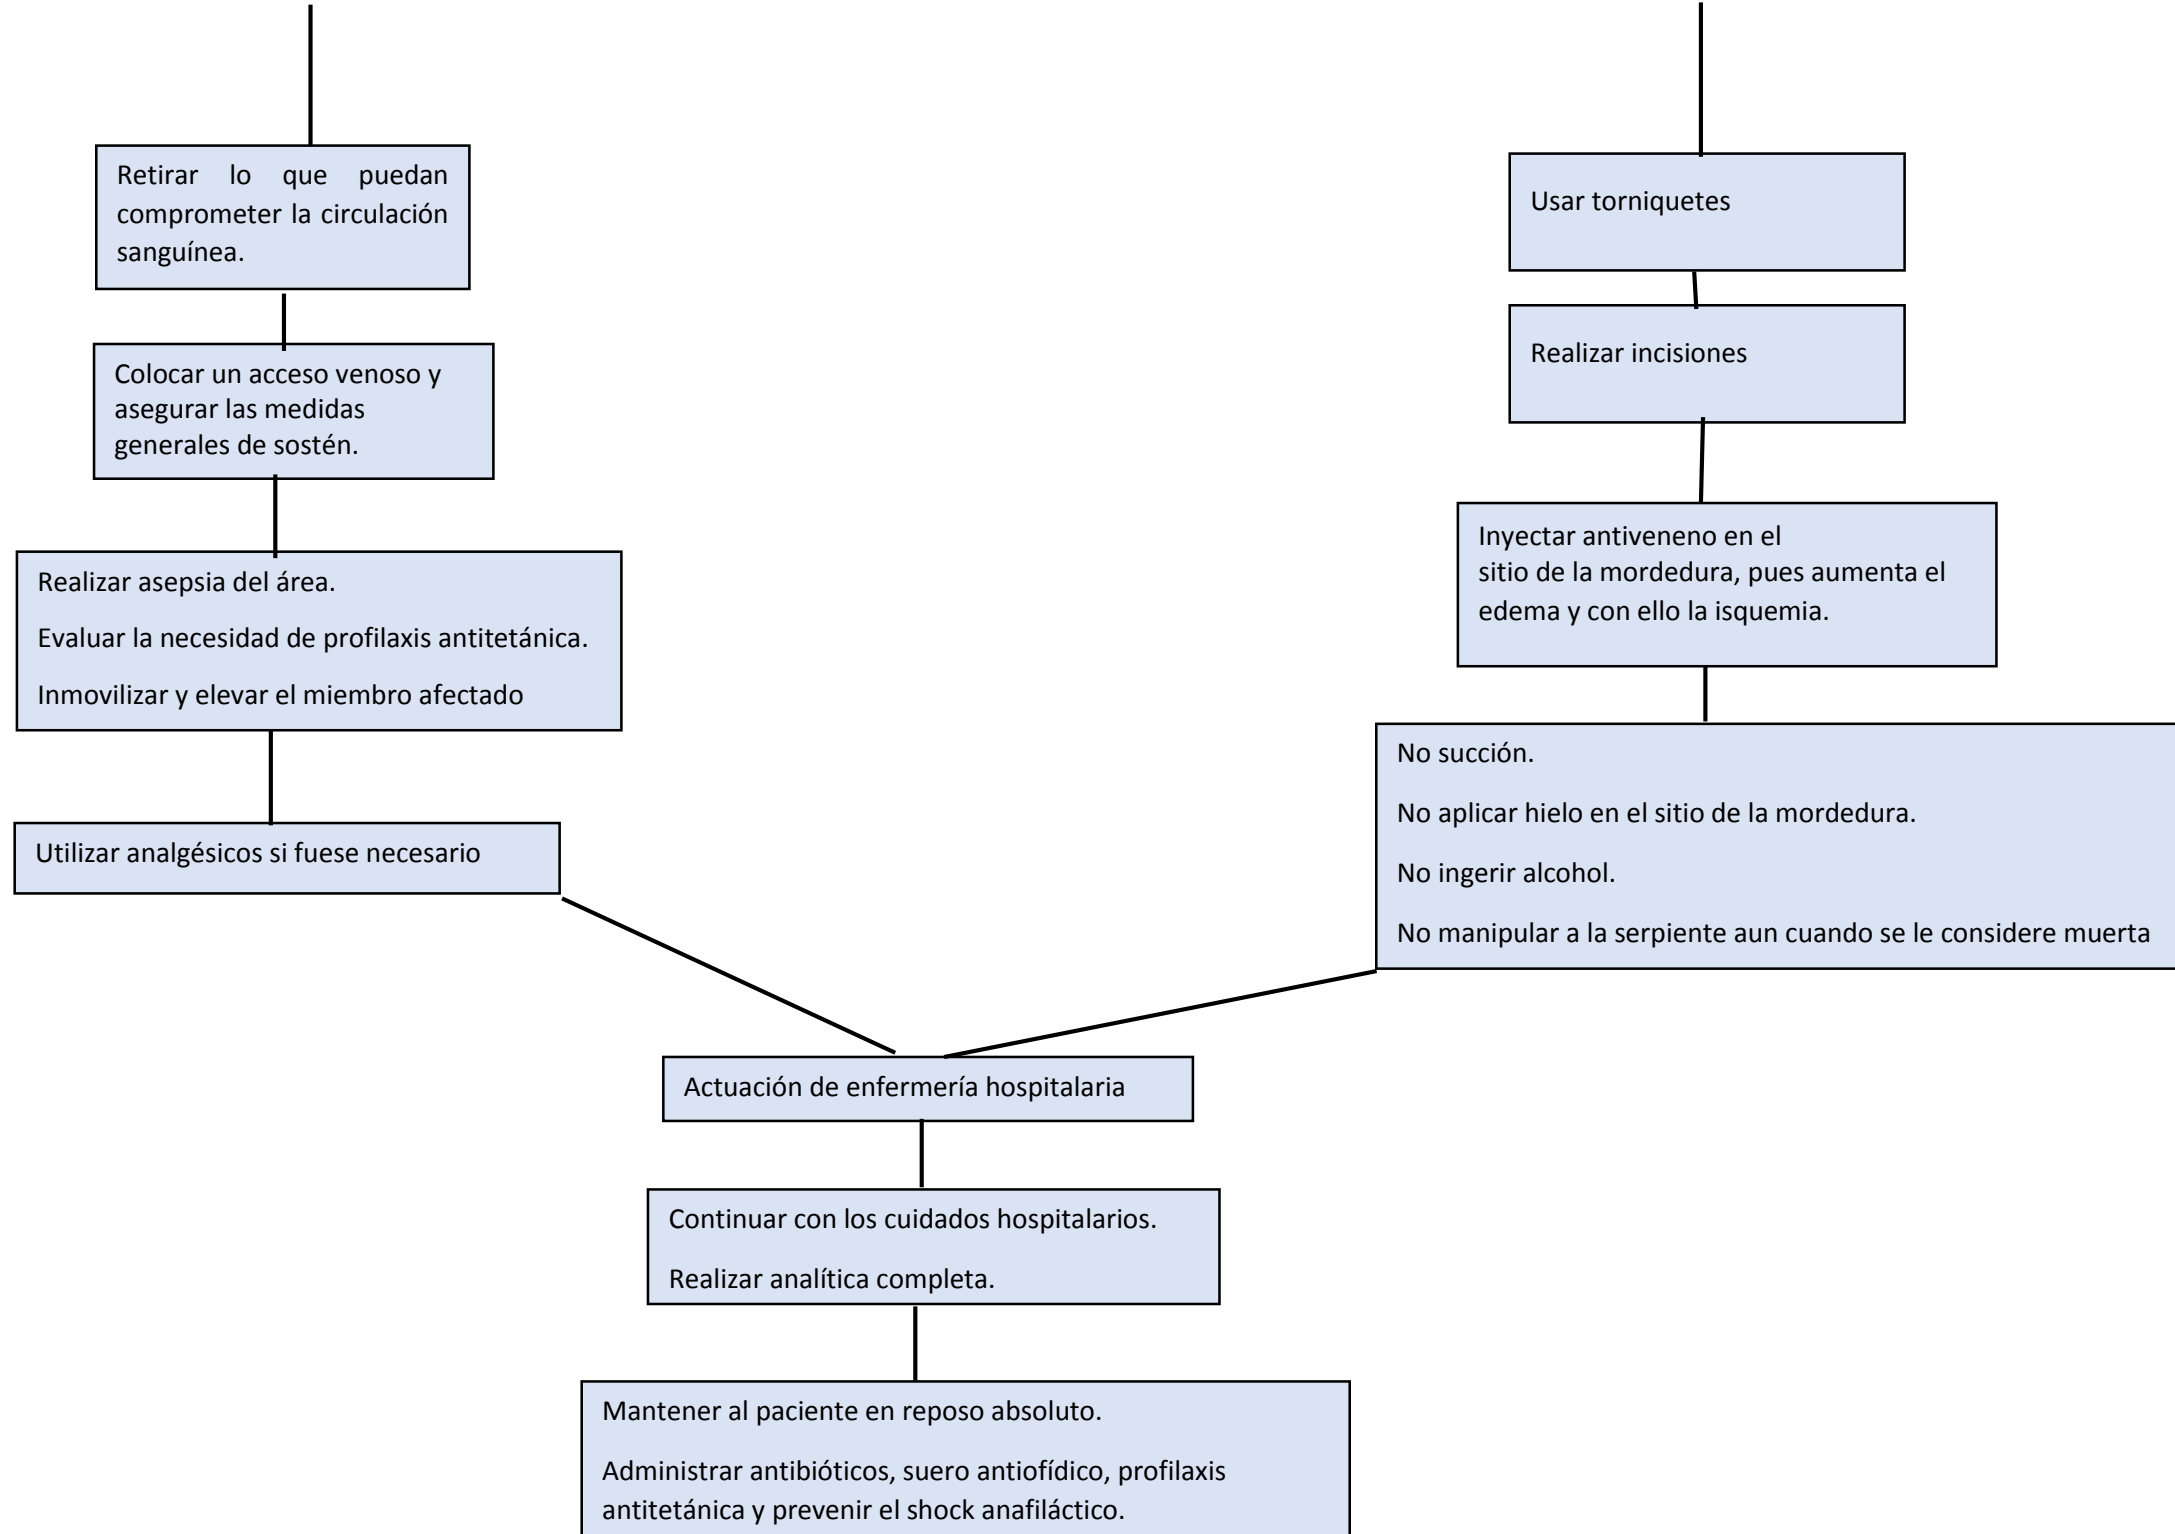 Retirar lo que puedan
comprometer la circulación
sanguínea.
Colocar un acceso venoso y
asegurar las medidas
generales de sostén.
Realizar asepsia del área.
Evaluar la necesidad de profilaxis antitetánica.
Inmovilizar y elevar el miembro afectado
Utilizar analgésicos si fuese necesario
Usar torniquetes
Realizar incisiones
Inyectar antiveneno en el
sitio de la mordedura, pues aumenta el
edema y con ello la isquemia.
No succión.
No aplicar hielo en el sitio de la mordedura.
No ingerir alcohol.
No manipular a la serpiente aun cuando se le considere muerta
Actuación de enfermería hospitalaria
Continuar con los cuidados hospitalarios.
Realizar analítica completa.
Mantener al paciente en reposo absoluto.
Administrar antibióticos, suero antiofídico, profilaxis
antitetánica y prevenir el shock anafiláctico.